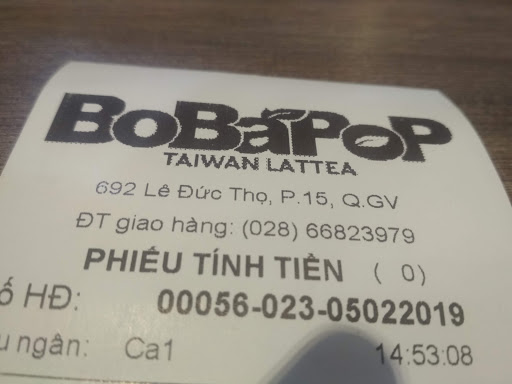 BoBaPoP
TAIWAN LATTEA
692 Lê Đức Thọ, P.15, Q.GV
ĐT giao hàng: (028) 66823979
PHIẾU TÍNH TIỀN ( 0)
ố HĐ: 00056-023-05022019
u ngân: Ca1 14:53:08